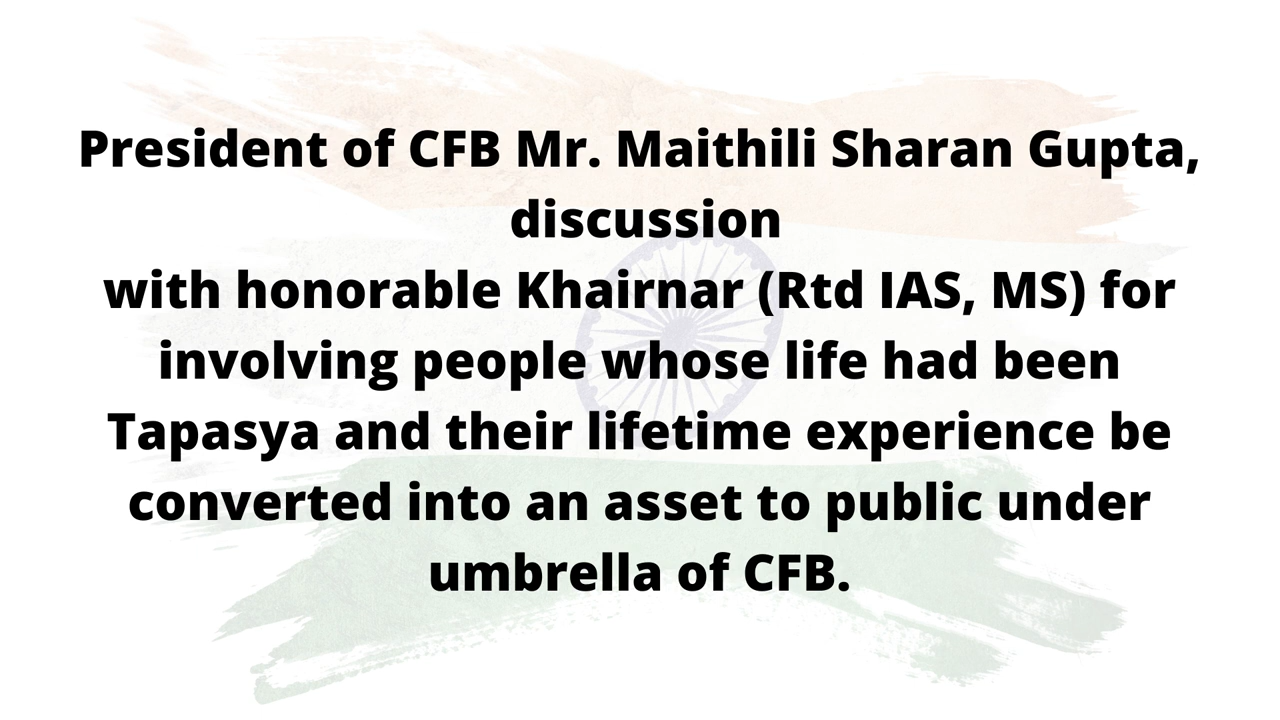 President of CFB Mr. Maithili Sharan Gupta,
discussion
with honorable Khairnar (Rtd IAS, MS) for
involving people whose life had been
Tapasya and their lifetime experience be
converted into an asset to public under
umbrella of CFB.